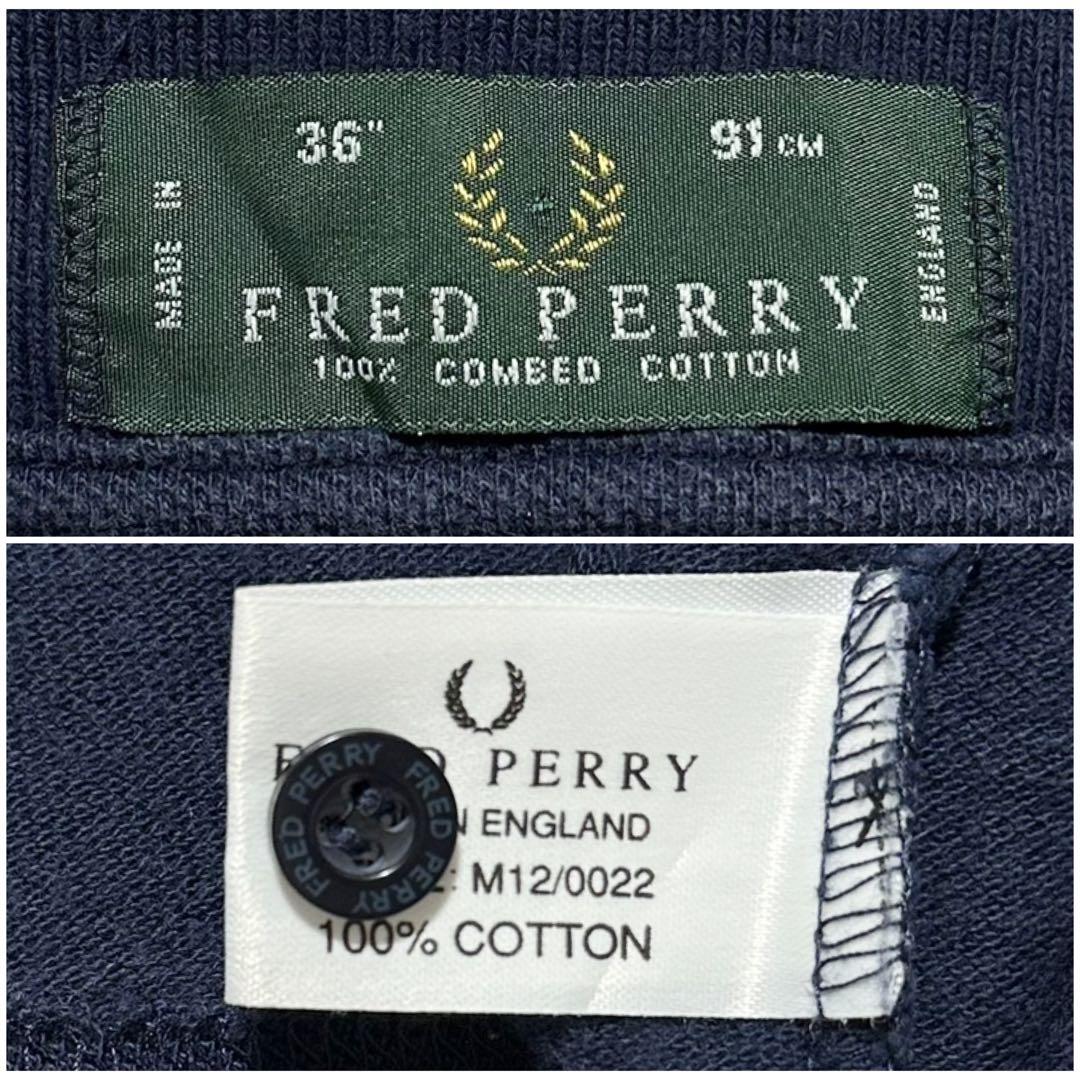 36" 91 CM
MADE IN
FRED PERRY
ENGLAND
100% COMBED COTTON
PERRY
ENGLAND
: M12/0022
100% COTTON
FRED PERRY FRED PERRY